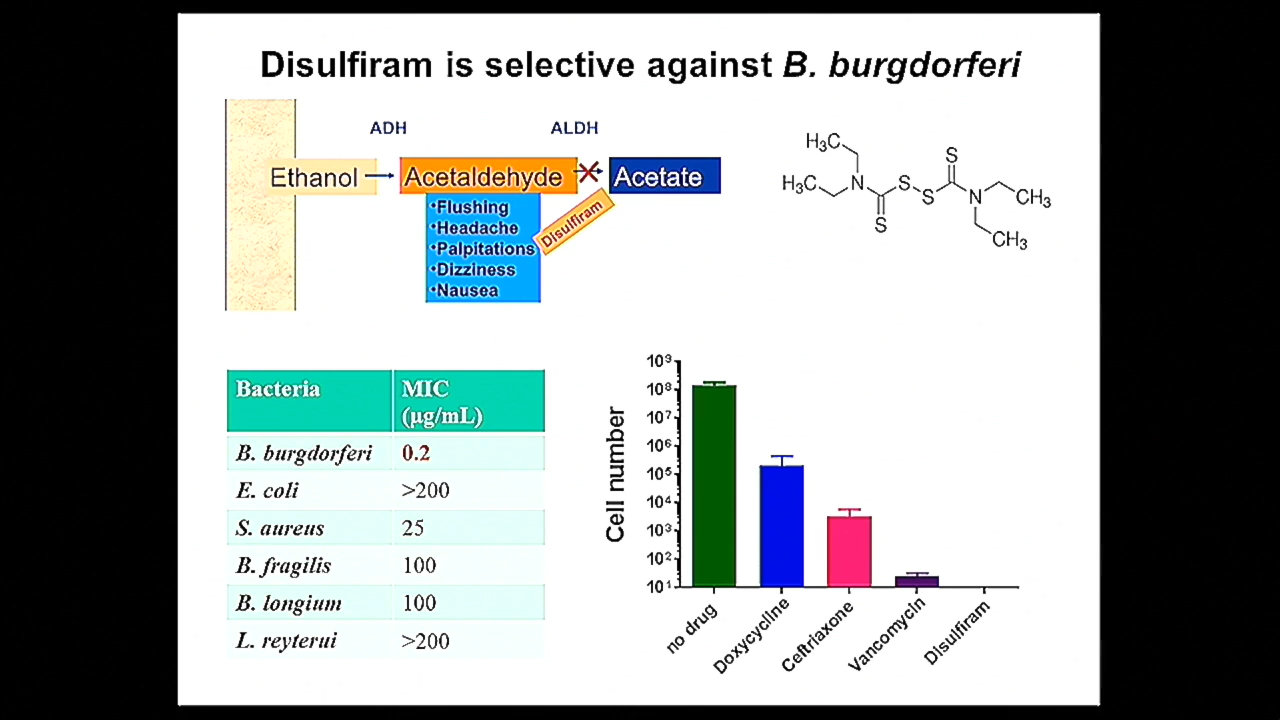 Disulfiram is selective against B. burgdorferi
ADH
ALDH
Ethanol
Acetaldehyde
Acetate
•Flushing
•Headache
•Palpitations
•Dizziness
•Nausea
Disulfiram
H₃C
H₃C
N
S
S
S
S
N
CH₃
CH₃
Bacteria MIC
(µg/mL)
B. burgdorferi 0.2
E. coli >200
S. aureus 25
B. fragilis 100
B. longium 100
L. reyterui >200
Cell number
10⁹
10⁸
10⁷
10⁶
10⁵
10⁴
10³
10²
10¹
no drug
Doxycycline
Ceftriaxone
Vancomycin
Disulfiram